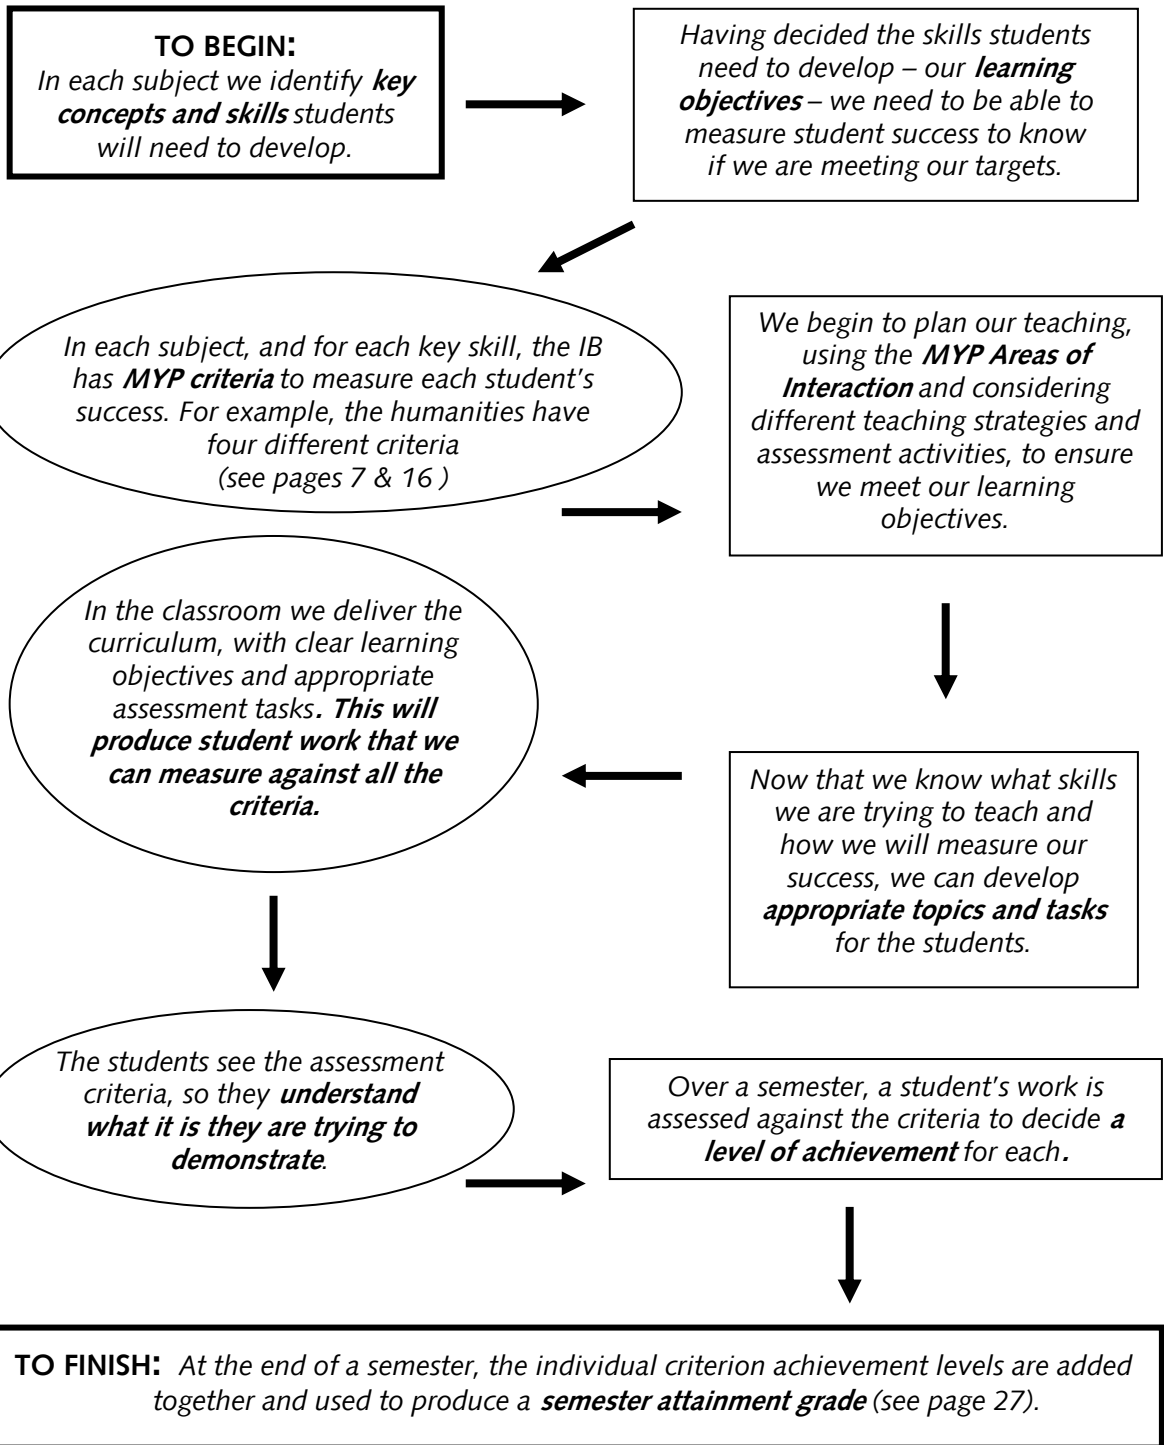 TO BEGIN:
In each subject we identify key
concepts and skills students
will need to develop.
Having decided the skills students
need to develop – our learning
objectives – we need to be able to
measure student success to know
if we are meeting our targets.
In each subject, and for each key skill, the IB
has MYP criteria to measure each student's
success. For example, the humanities have
four different criteria
(see pages 7 & 16 )
We begin to plan our teaching,
using the MYP Areas of
Interaction and considering
different teaching strategies and
assessment activities, to ensure
we meet our learning
objectives.
Now that we know what skills
we are trying to teach and
how we will measure our
success, we can develop
appropriate topics and tasks
for the students.
In the classroom we deliver the
curriculum, with clear learning
objectives and appropriate
assessment tasks. This will
produce student work that we
can measure against all the
criteria.
The students see the assessment
criteria, so they understand
what it is they are trying to
demonstrate.
Over a semester, a student's work is
assessed against the criteria to decide a
level of achievement for each.
TO FINISH: At the end of a semester, the individual criterion achievement levels are added
together and used to produce a semester attainment grade (see page 27).